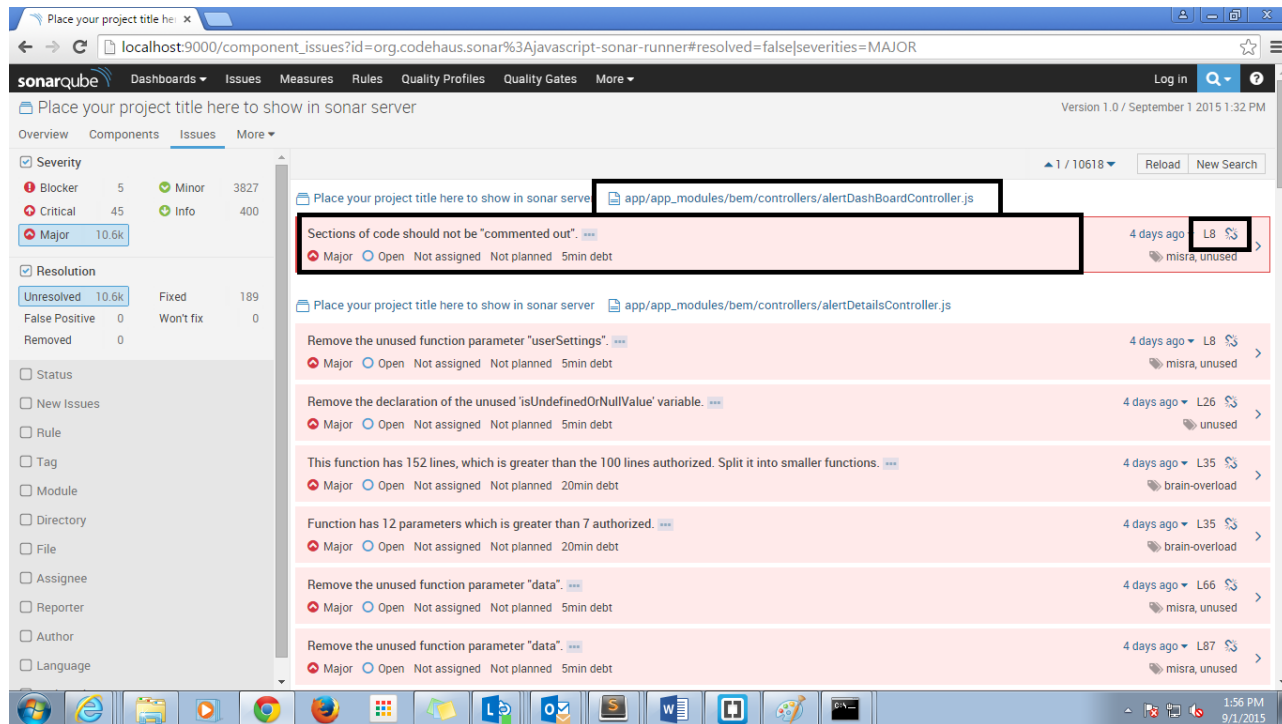 Place your project title her
localhost:9000/component_issues?id=org.codehaus.sonar%3Ajavascript-sonar-runner#resolved=false|severities=MAJOR
sonarqube Dashboards Issues Measures Rules Quality Profiles Quality Gates More Log in
Place your project title here to show in sonar server Version 1.0 / September 1 2015 1:32 PM
Overview Components Issues More
Severity
Blocker 5 Minor 3827
Critical 45 Info 400
Major 10.6k
Resolution
Unresolved 10.6k Fixed 189
False Positive 0 Won't fix 0
Removed 0
Status
New Issues
Rule
Tag
Module
Directory
File
Assignee
Reporter
Author
Language
1 / 10618 Reload New Search
Place your project title here to show in sonar serve app/app_modules/bem/controllers/alertDashBoardController.js
Sections of code should not be "commented out". 4 days ago L8
Major Open Not assigned Not planned 5min debt misra, unused
Place your project title here to show in sonar server app/app_modules/bem/controllers/alertDetailsController.js
Remove the unused function parameter "userSettings". 4 days ago L8
Major Open Not assigned Not planned 5min debt misra, unused
Remove the declaration of the unused 'isUndefinedOrNullValue' variable. 4 days ago L26
Major Open Not assigned Not planned 5min debt unused
This function has 152 lines, which is greater than the 100 lines authorized. Split it into smaller functions. 4 days ago L35
Major Open Not assigned Not planned 20min debt brain-overload
Function has 12 parameters which is greater than 7 authorized. 4 days ago L35
Major Open Not assigned Not planned 20min debt brain-overload
Remove the unused function parameter "data". 4 days ago L66
Major Open Not assigned Not planned 5min debt misra, unused
Remove the unused function parameter "data". 4 days ago L87
Major Open Not assigned Not planned 5min debt misra, unused
1:56 PM
9/1/2015